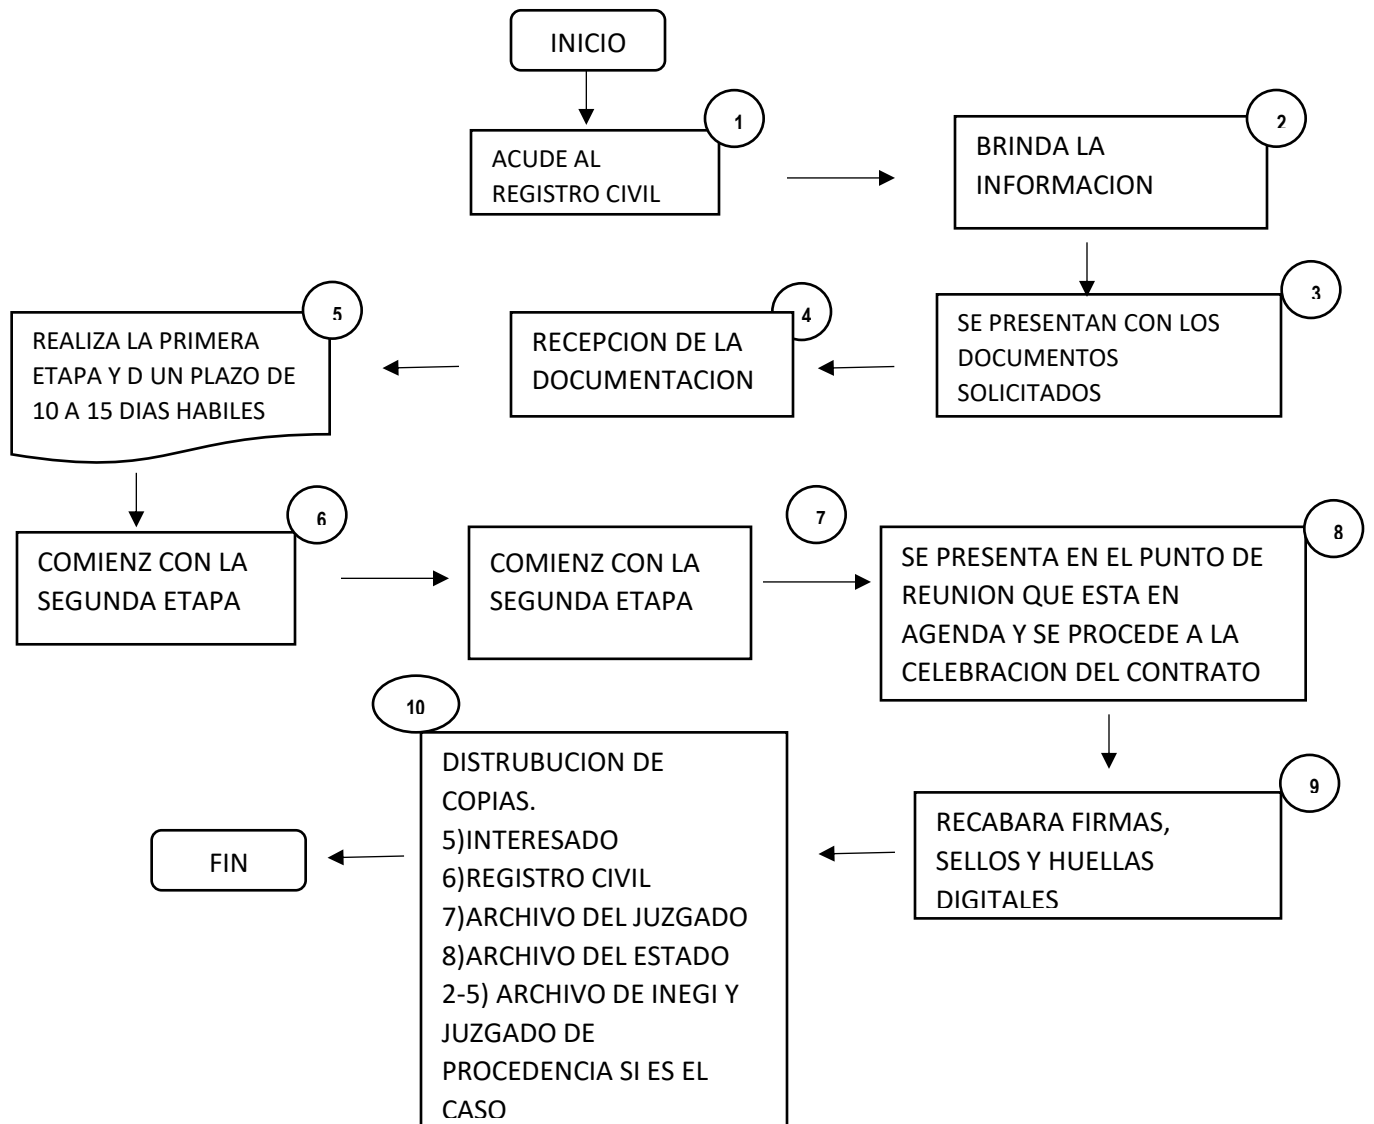 INICIO
1
ACUDE AL
REGISTRO CIVIL
2
BRINDA LA
INFORMACION
3
SE PRESENTAN CON LOS
DOCUMENTOS
SOLICITADOS
4
RECEPCION DE LA
DOCUMENTACION
5
REALIZA LA PRIMERA
ETAPA Y D UN PLAZO DE
10 A 15 DIAS HABILES
6
COMIENZ CON LA
SEGUNDA ETAPA
7
COMIENZ CON LA
SEGUNDA ETAPA
8
SE PRESENTA EN EL PUNTO DE
REUNION QUE ESTA EN
AGENDA Y SE PROCEDE A LA
CELEBRACION DEL CONTRATO
9
RECABARA FIRMAS,
SELLOS Y HUELLAS
DIGITALES
10
DISTRUBUCION DE
COPIAS.
5)INTERESADO
6)REGISTRO CIVIL
7)ARCHIVO DEL JUZGADO
8)ARCHIVO DEL ESTADO
2-5) ARCHIVO DE INEGI Y
JUZGADO DE
PROCEDENCIA SI ES EL
CASO
FIN